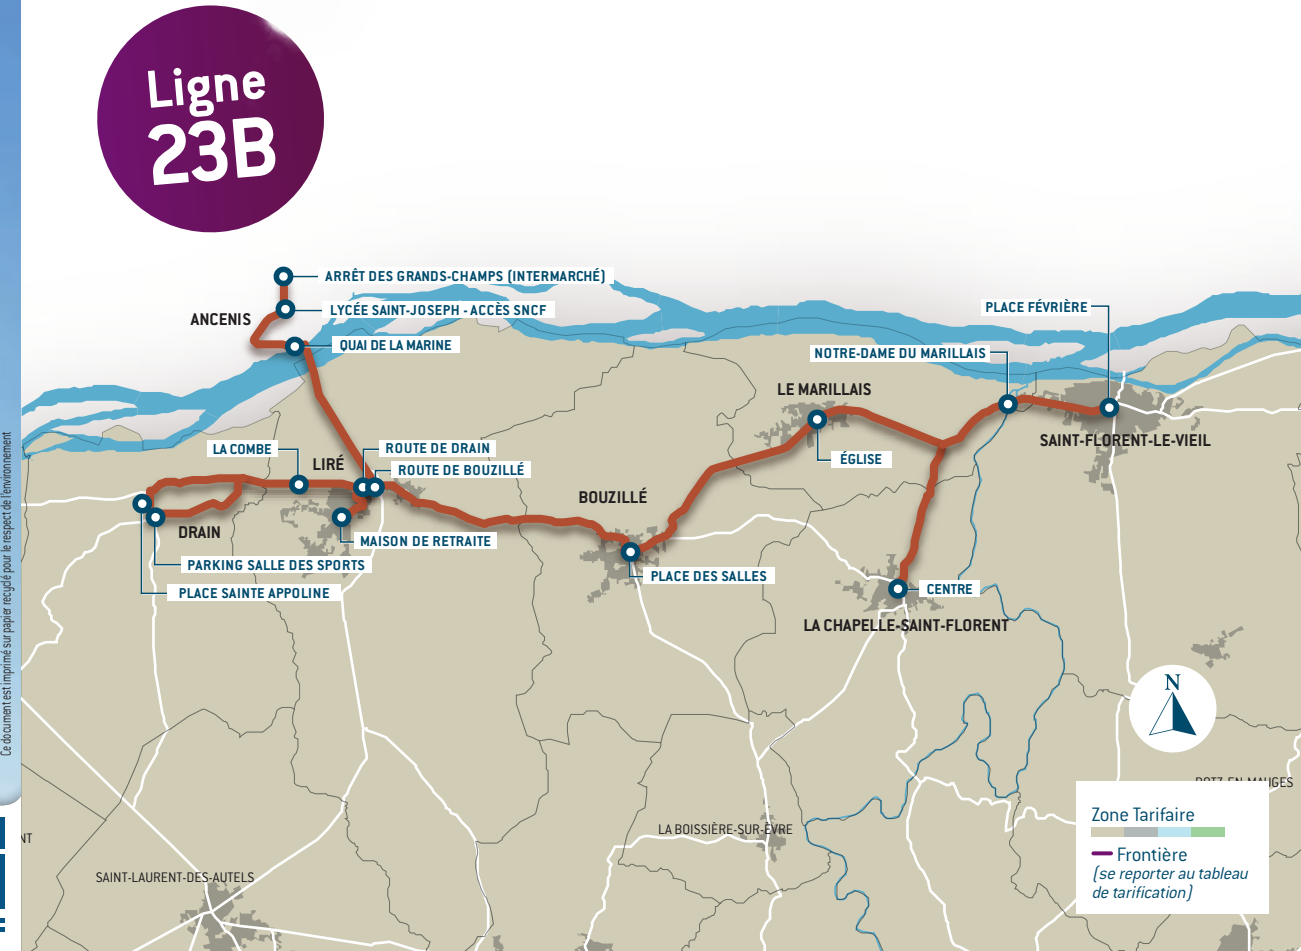 Ligne
23B
ARRÊT DES GRANDS-CHAMPS (INTERMARCHÉ)
LYCÉE SAINT-JOSEPH - ACCÈS SNCF
ANCENIS
QUAI DE LA MARINE
PLACE FÉVRIÈRE
NOTRE-DAME DU MARILLAIS
LE MARILLAIS
SAINT-FLORENT-LE-VIEIL
ÉGLISE
LA COMBE
ROUTE DE DRAIN
LIRÉ
ROUTE DE BOUZILLÉ
BOUZILLÉ
DRAIN
MAISON DE RETRAITE
PARKING SALLE DES SPORTS
PLACE DES SALLES
PLACE SAINTE APPOLINE
CENTRE
LA CHAPELLE-SAINT-FLORENT
N
Ce document est imprimé sur papier recyclé pour le respect de l'environnement
LA BOISSIÈRE-SUR-ÈVRE
NT
SAINT-LAURENT-DES-AUTELS
Zone Tarifaire
Frontière
(se reporter au tableau
de tarification)